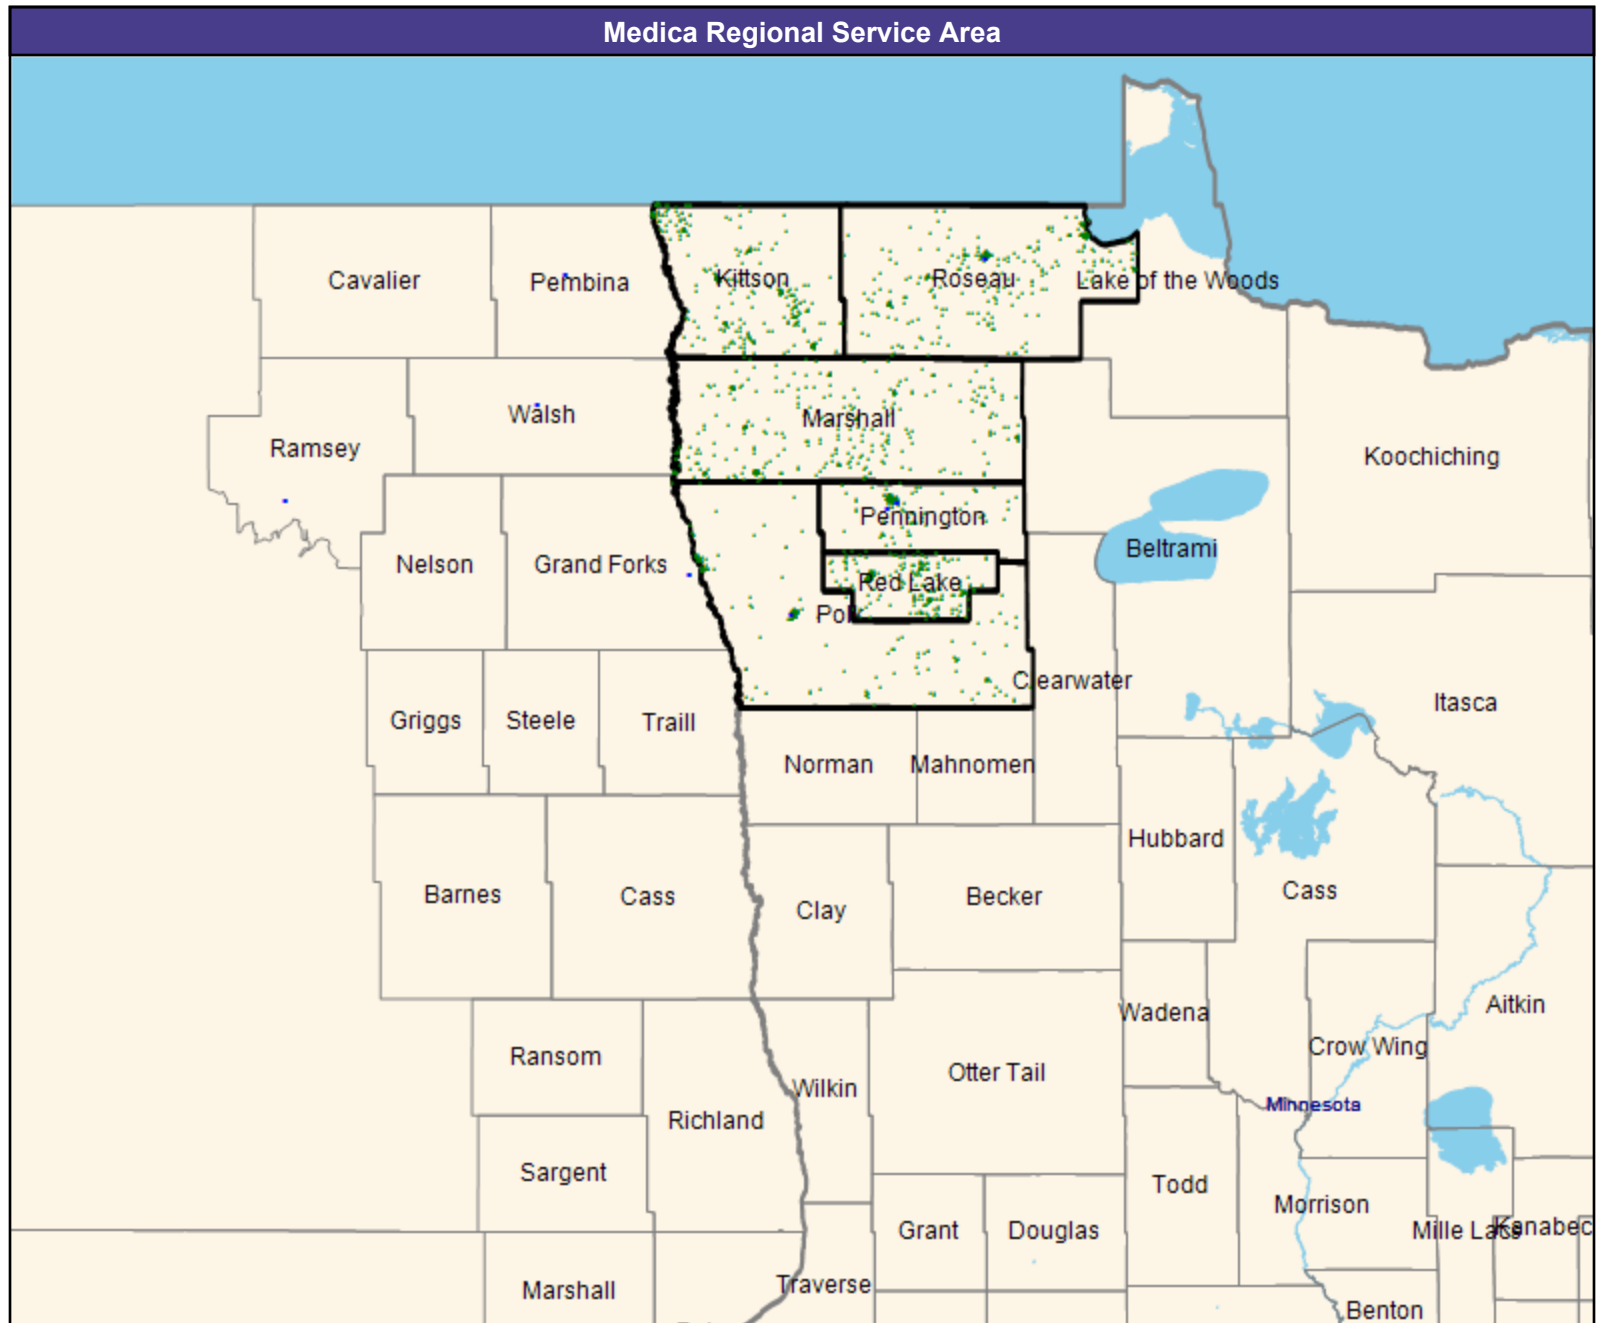 Medica Regional Service Area
Cavalier
Pembina
Kittson
Roseau
Lake of the Woods
Walsh
Marshall
Ramsey
Koochiching
Pennington
Beltrami
Nelson
Grand Forks
Red Lake
Polk
Clearwater
Itasca
Griggs
Steele
Traill
Norman
Mahnomen
Hubbard
Barnes
Cass
Clay
Becker
Cass
Aitkin
Wadena
Crow Wing
Ransom
Otter Tail
Wilkin
Minnesota
Richland
Sargent
Todd
Morrison
Grant
Douglas
Mille Lacs
Kanabec
Marshall
Traverse
Benton